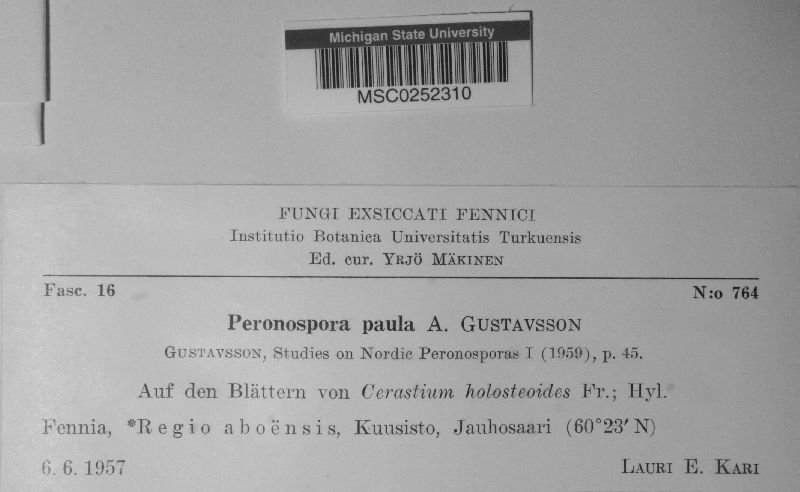 Michigan State University
MSC0252310
FUNGI EXSICCATI FENNICI
Institutio Botanica Universitatis Turkuensis
Ed. cur. YRJÖ MÄKINEN
Fasc. 16 N:o 764
Peronospora paula A. GUSTAVSSON
GUSTAVSSON, Studies on Nordic Peronosporas I (1959), p. 45.
Auf den Blättern von Cerastium holosteoides Fr.; Hyl.
Fennia, *Regio aboënsis, Kuusisto, Jauhosaari (60°23′ N)
6. 6. 1957 LAURI E. KARI